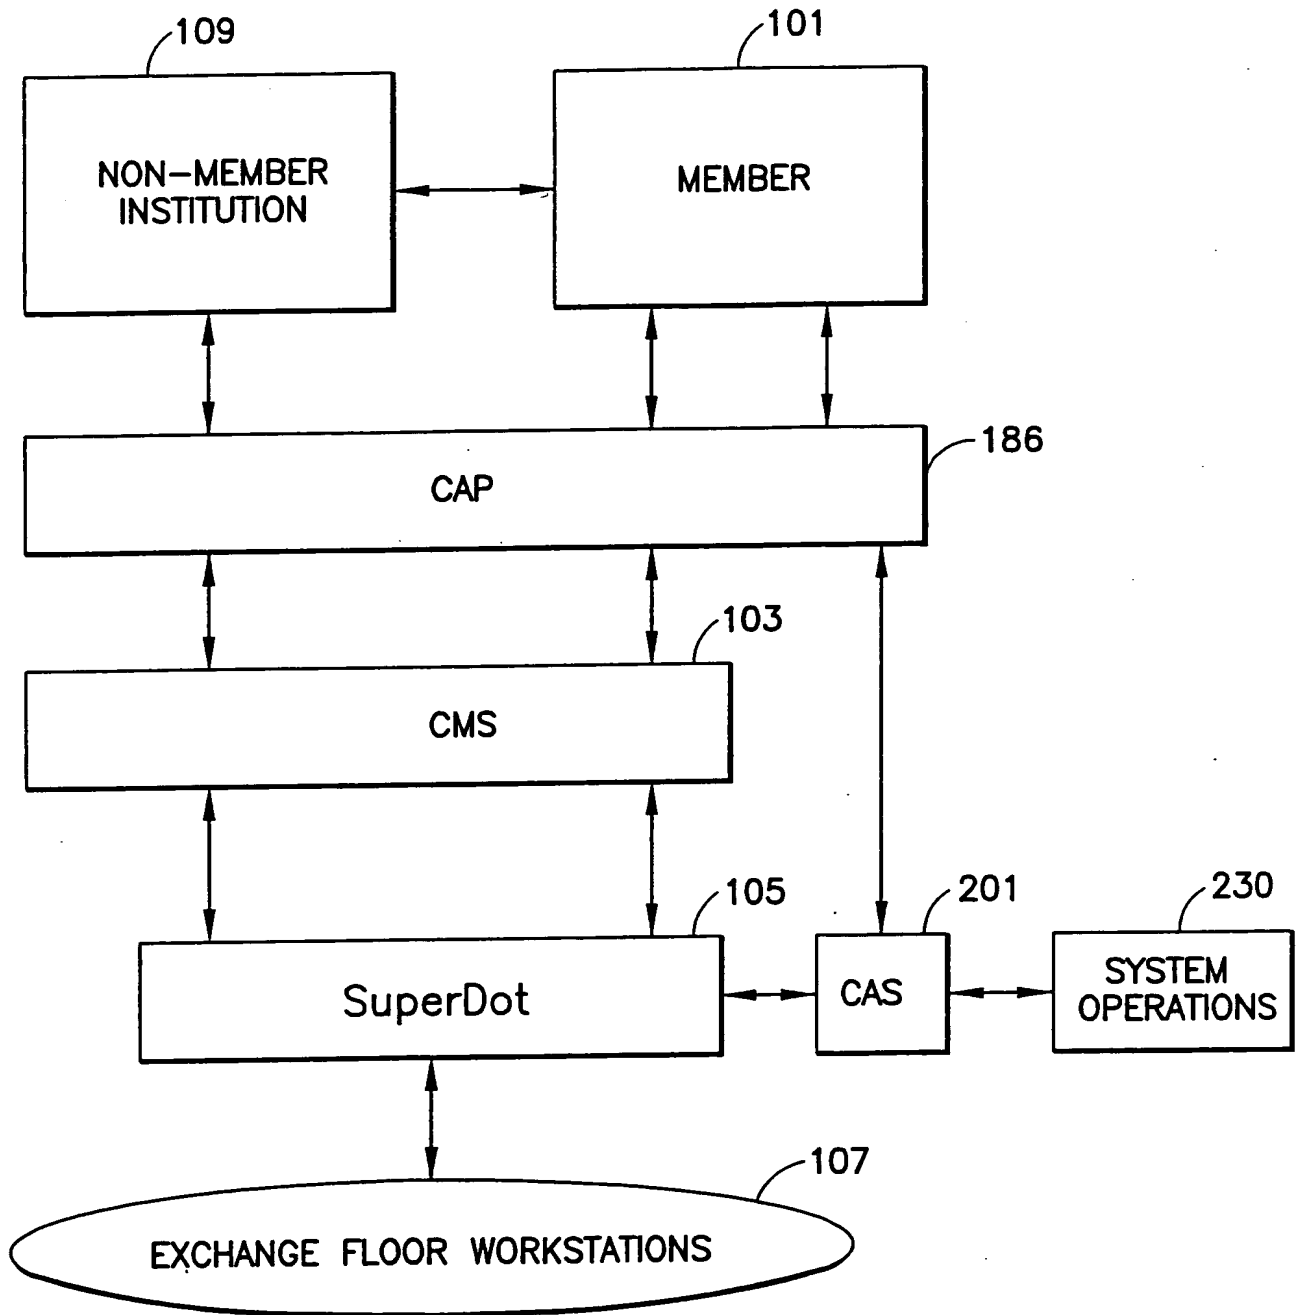 109
101
NON-MEMBER
INSTITUTION
MEMBER
186
CAP
103
CMS
105
201
230
SuperDot
CAS
SYSTEM
OPERATIONS
107
EXCHANGE FLOOR WORKSTATIONS